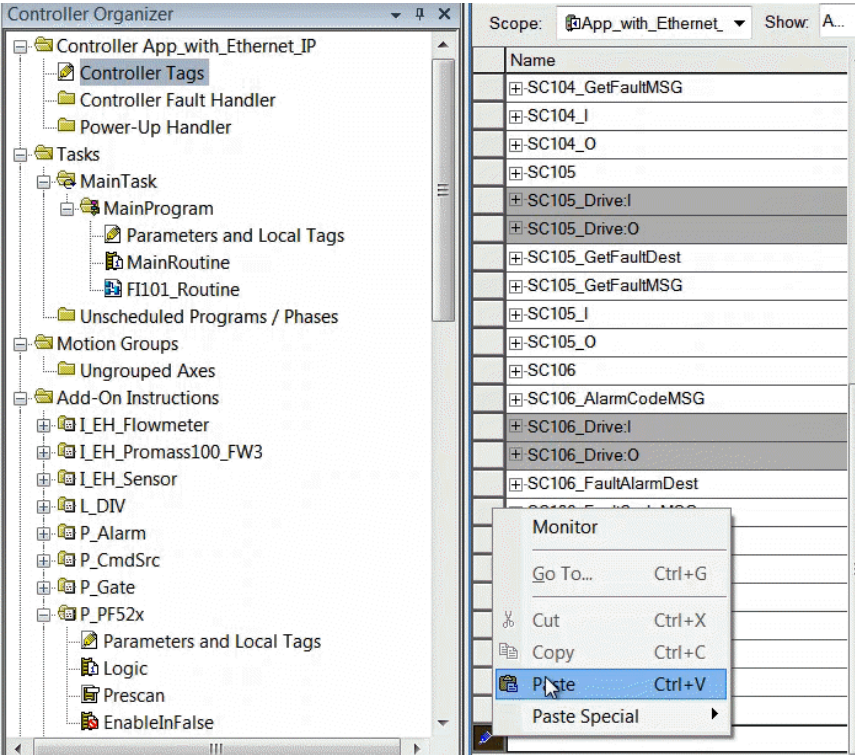 Controller Organizer
Controller App_with_Ethernet_IP
Controller Tags
Controller Fault Handler
Power-Up Handler
Tasks
MainTask
MainProgram
Parameters and Local Tags
MainRoutine
FI101_Routine
Unscheduled Programs / Phases
Motion Groups
Ungrouped Axes
Add-On Instructions
I_EH_Flowmeter
I_EH_Promass100_FW3
I_EH_Sensor
L_DIV
P_Alarm
P_CmdSrc
P_Gate
P_PF52x
Parameters and Local Tags
Logic
Prescan
EnableInFalse
Scope: App_with_Ethernet_ Show: A...
Name
SC104_GetFaultMSG
SC104_I
SC104_O
SC105
SC105_Drive:I
SC105_Drive:O
SC105_GetFaultDest
SC105_GetFaultMSG
SC105_I
SC105_O
SC106
SC106_AlarmCodeMSG
SC106_Drive:I
SC106_Drive:O
SC106_FaultAlarmDest
Monitor
Go To... Ctrl+G
Cut Ctrl+X
Copy Ctrl+C
Paste Ctrl+V
Paste Special